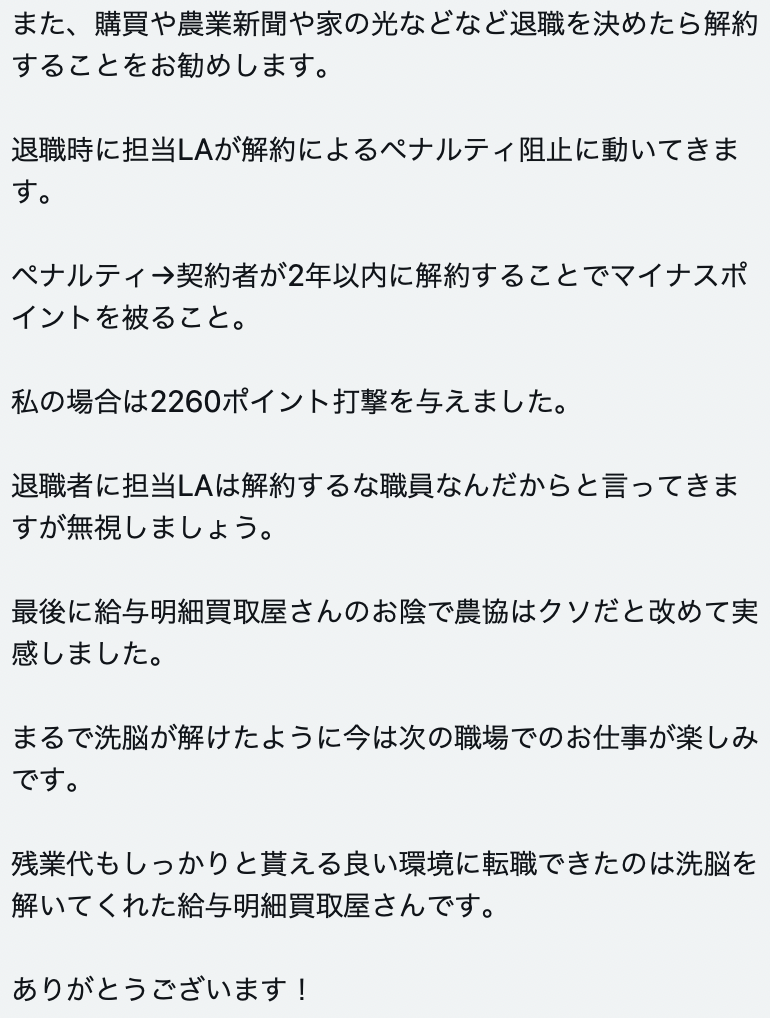 また、購買や農業新聞や家の光などなど退職を決めたら解約
することをお勧めします。
退職時に担当LAが解約によるペナルティ阻止に動いてきま
す。
ペナルティ→契約者が2年以内に解約することでマイナスポ
イントを被ること。
私の場合は2260ポイント打撃を与えました。
退職者に担当LAは解約するな職員なんだからと言ってきま
すが無視しましょう。
最後に給与明細買取屋さんのお陰で農協はクソだと改めて実
感しました。
まるで洗脳が解けたように今は次の職場でのお仕事が楽しみ
です。
残業代もしっかりと貰える良い環境に転職できたのは洗脳を
解いてくれた給与明細買取屋さんです。
ありがとうございます！